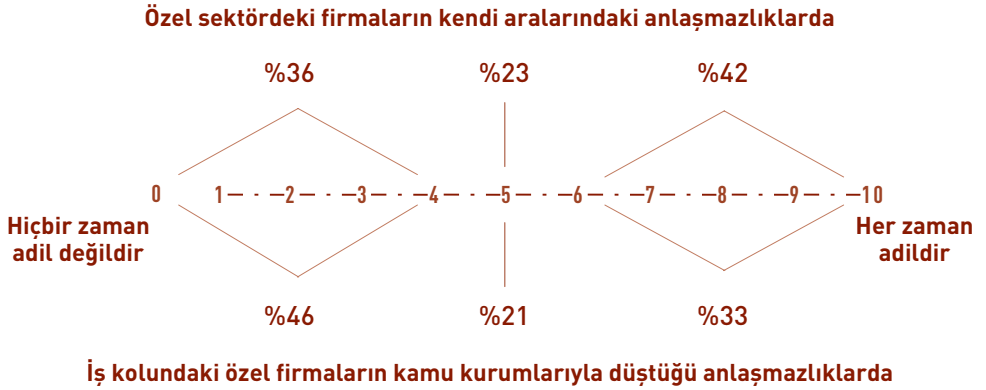 Özel sektördeki firmaların kendi aralarındaki anlaşmazlıklarda
%36 %23 %42
0 1 2 3 4 5 6 7 8 9 10
Hiçbir zaman
adil değildir
Her zaman
adildir
%46 %21 %33
İş kolundaki özel firmaların kamu kurumlarıyla düştüğü anlaşmazlıklarda